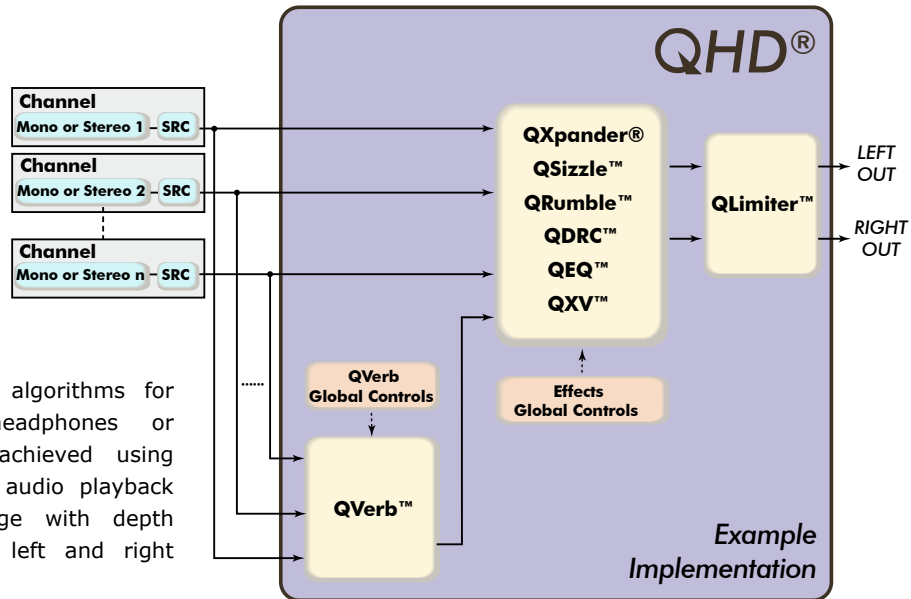 QHD®
Channel
Mono or Stereo 1
SRC
Channel
Mono or Stereo 2
SRC
Channel
Mono or Stereo n
SRC
QXpander®
QSizzle™
QRumble™
QDRC™
QEQ™
QXV™
QLimiter™
LEFT
OUT
RIGHT
OUT
......
QVerb
Global Controls
Effects
Global Controls
QVerb™
algorithms for
headphones or
achieved using
audio playback
ge with depth
left and right
Example
Implementation